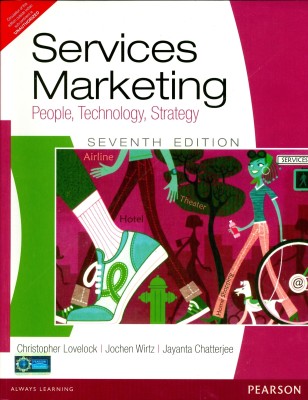 UNAUTHORIZED
Services
Marketing
People, Technology, Strategy
SEVENTH EDITION
Airline
SERVICES
Theater
Hotel
@
Christopher Lovelock | Jochen Wirtz | Jayanta Chatterjee
ALWAYS LEARNING
PEARSON